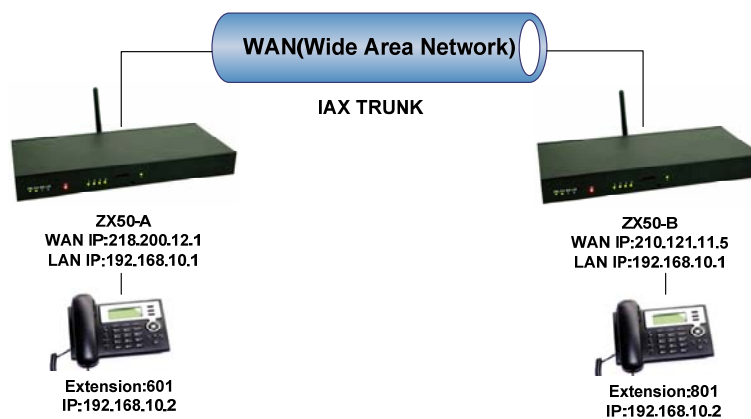 WAN(Wide Area Network)
IAX TRUNK
ZX50-A
WAN IP:218.200.12.1
LAN IP:192.168.10.1
ZX50-B
WAN IP:210.121.11.5
LAN IP:192.168.10.1
Extension:601
IP:192.168.10.2
Extension:801
IP:192.168.10.2